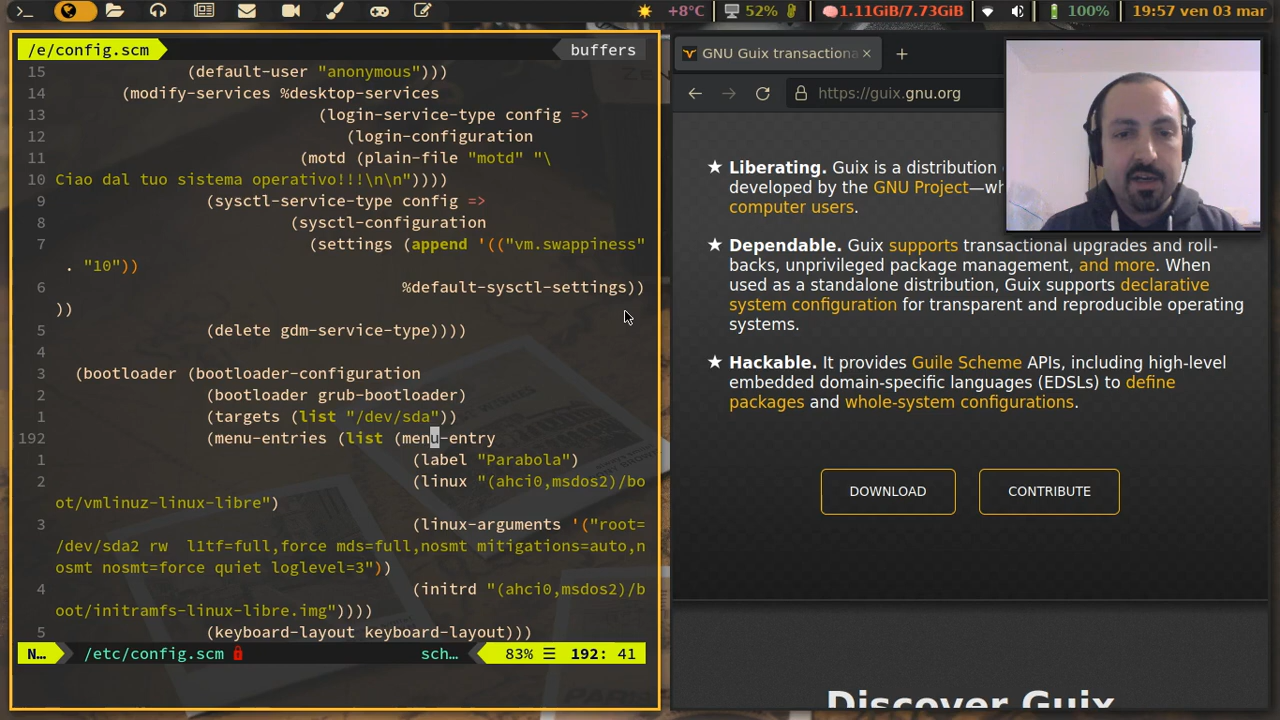 +8°C 52% 1.11GiB/7.73GiB 100% 19:57 ven 03 mar
/e/config.scm buffers
15 (default-user "anonymous")))
14 (modify-services %desktop-services
13 (login-service-type config =>
12 (login-configuration
11 (motd (plain-file "motd" "\
10 Ciao dal tuo sistema operativo!!!\n\n"))))
9 (sysctl-service-type config =>
8 (sysctl-configuration
7 (settings (append '(("vm.swappiness"
. "10"))
6 %default-sysctl-settings))
))
5 (delete gdm-service-type))))
4
3 (bootloader (bootloader-configuration
2 (bootloader grub-bootloader)
1 (targets (list "/dev/sda"))
192 (menu-entries (list (menu-entry
1 (label "Parabola")
2 (linux "(ahci0,msdos2)/bo
ot/vmlinuz-linux-libre")
3 (linux-arguments '("root=
/dev/sda2 rw  l1tf=full,force mds=full,nosmt mitigations=auto,n
osmt nosmt=force quiet loglevel=3"))
4 (initrd "(ahci0,msdos2)/b
oot/initramfs-linux-libre.img"))))
5 (keyboard-layout keyboard-layout)))
N… /etc/config.scm sch… 83% ☰ 192: 41
GNU Guix transactiona × +
https://guix.gnu.org
★ Liberating. Guix is a distribution
developed by the GNU Project—wh
computer users.
★ Dependable. Guix supports transactional upgrades and roll-
backs, unprivileged package management, and more. When
used as a standalone distribution, Guix supports declarative
system configuration for transparent and reproducible operating
systems.
★ Hackable. It provides Guile Scheme APIs, including high-level
embedded domain-specific languages (EDSLs) to define
packages and whole-system configurations.
DOWNLOAD CONTRIBUTE
Discover Guix